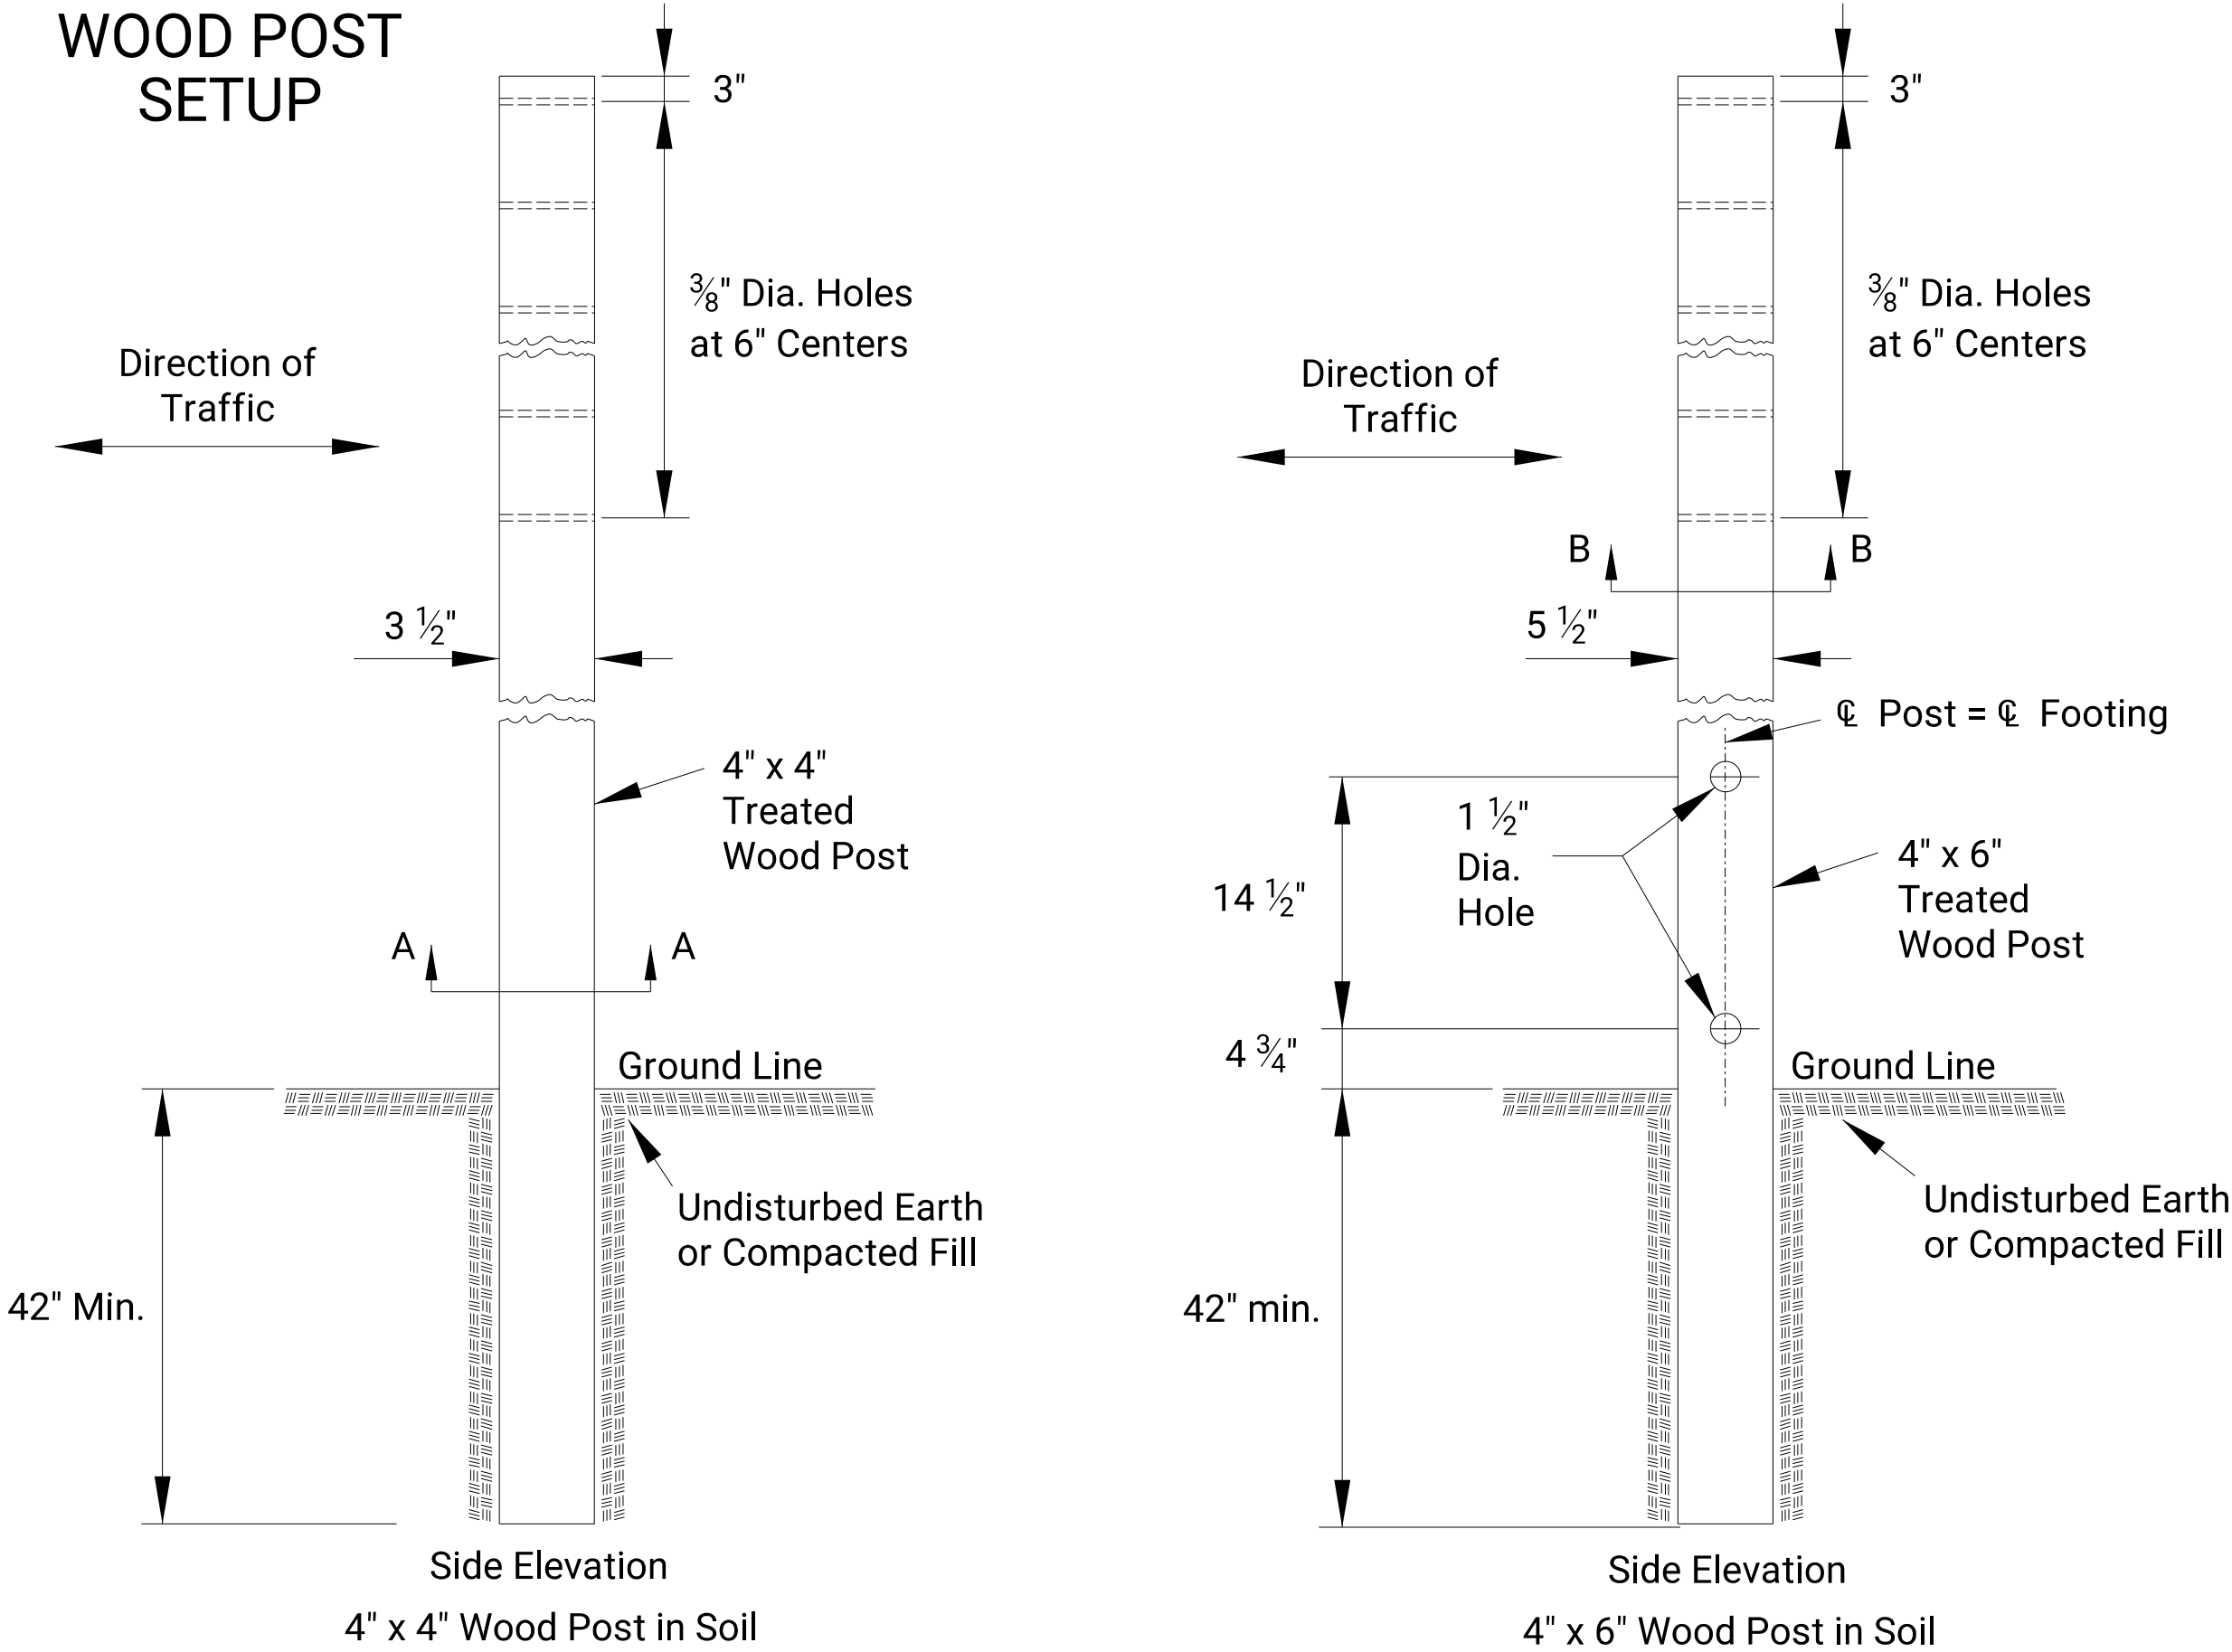 WOOD POST
SETUP
3"
3⁄8" Dia. Holes
at 6" Centers
Direction of
Traffic
3 1⁄2"
4" x 4"
Treated
Wood Post
A
A
Ground Line
Undisturbed Earth
or Compacted Fill
42" Min.
Side Elevation
4" x 4" Wood Post in Soil
3"
3⁄8" Dia. Holes
at 6" Centers
Direction of
Traffic
B
B
5 1⁄2"
℄ Post = ℄ Footing
1 1⁄2"
Dia.
Hole
14 1⁄2"
4" x 6"
Treated
Wood Post
4 3⁄4"
Ground Line
Undisturbed Earth
or Compacted Fill
42" min.
Side Elevation
4" x 6" Wood Post in Soil